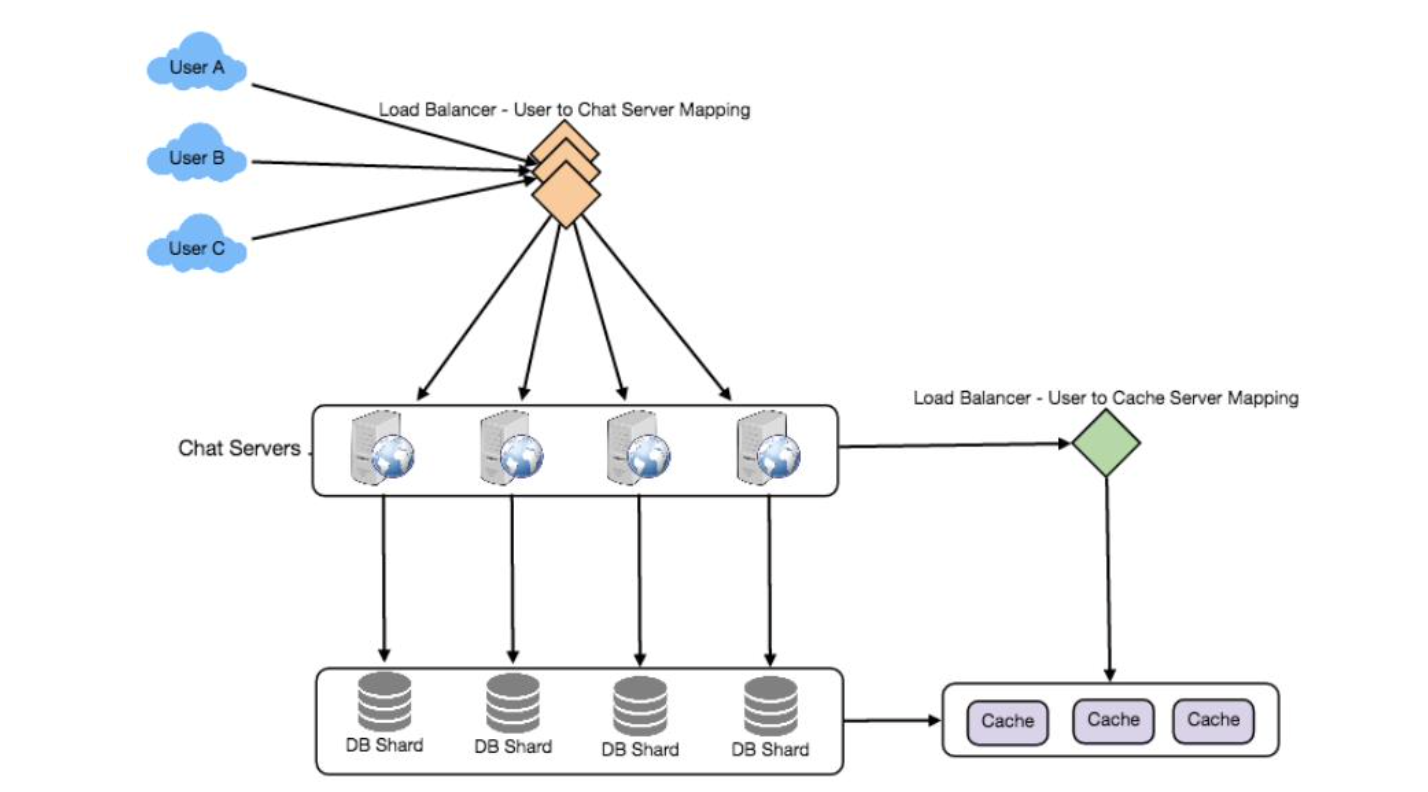 User A
Load Balancer - User to Chat Server Mapping
User B
User C
Load Balancer - User to Cache Server Mapping
Chat Servers
Cache
Cache
Cache
DB Shard
DB Shard
DB Shard
DB Shard